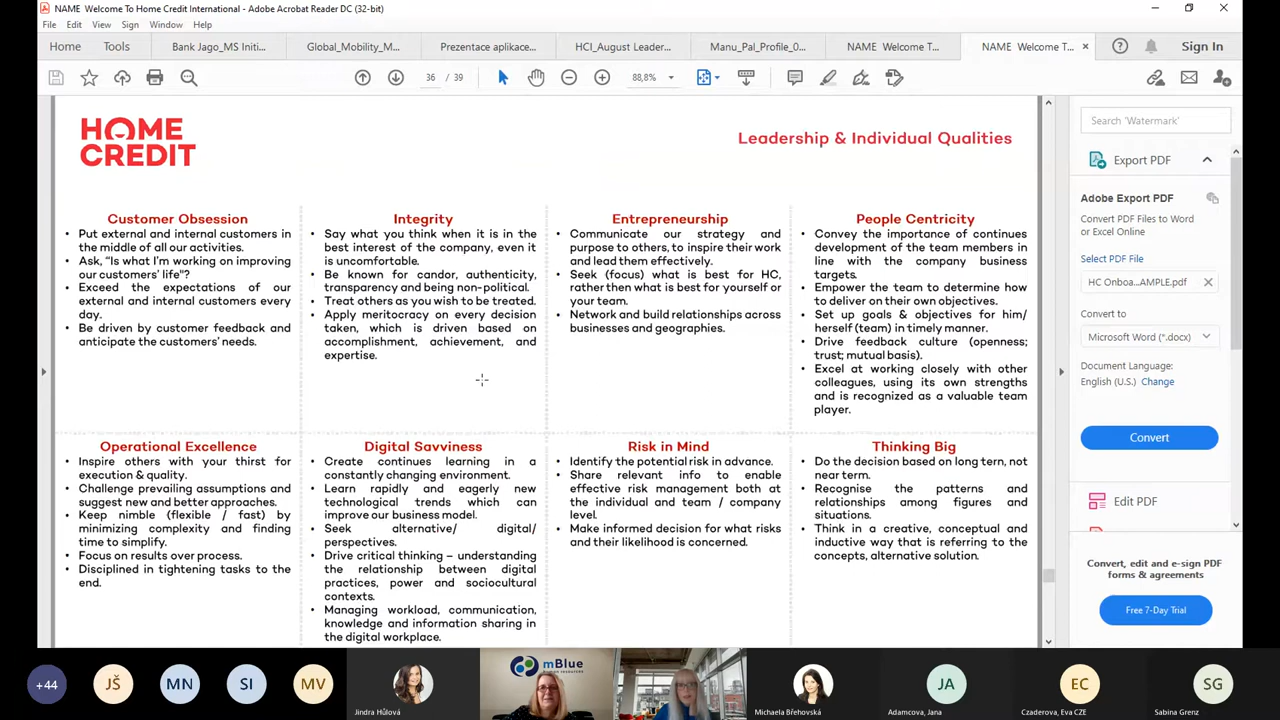 NAME Welcome To Home Credit International - Adobe Acrobat Reader DC (32-bit)
File Edit View Sign Window Help
Home Tools Bank Jago_MS Initi... Global_Mobility_M... Prezentace aplikace... HCI_August Leader... Manu_Pal_Profile_0... NAME Welcome T... NAME Welcome T... Sign In
36 / 39 88,8%
HOME
CREDIT
Leadership & Individual Qualities
Customer Obsession
• Put external and internal customers in
the middle of all our activities.
• Ask, "Is what I'm working on improving
our customers' life"?
• Exceed the expectations of our
external and internal customers every
day.
• Be driven by customer feedback and
anticipate the customers' needs.
Integrity
• Say what you think when it is in the
best interest of the company, even it
is uncomfortable.
• Be known for candor, authenticity,
transparency and being non-political.
• Treat others as you wish to be treated.
• Apply meritocracy on every decision
taken, which is driven based on
accomplishment, achievement, and
expertise.
Entrepreneurship
• Communicate our strategy and
purpose to others, to inspire their work
and lead them effectively.
• Seek (focus) what is best for HC,
rather then what is best for yourself or
your team.
• Network and build relationships across
businesses and geographies.
People Centricity
• Convey the importance of continues
development of the team members in
line with the company business
targets.
• Empower the team to determine how
to deliver on their own objectives.
• Set up goals & objectives for him/
herself (team) in timely manner.
• Drive feedback culture (openness;
trust; mutual basis).
• Excel at working closely with other
colleagues, using its own strengths
and is recognized as a valuable team
player.
Operational Excellence
• Inspire others with your thirst for
execution & quality.
• Challenge prevailing assumptions and
suggest new and better approaches.
• Keep nimble (flexible / fast) by
minimizing complexity and finding
time to simplify.
• Focus on results over process.
• Disciplined in tightening tasks to the
end.
Digital Savviness
• Create continues learning in a
constantly changing environment.
• Learn rapidly and eagerly new
technological trends which can
improve our business model.
• Seek alternative/ digital/
perspectives.
• Drive critical thinking – understanding
the relationship between digital
practices, power and sociocultural
contexts.
• Managing workload, communication,
knowledge and information sharing in
the digital workplace.
Risk in Mind
• Identify the potential risk in advance.
• Share relevant info to enable
effective risk management both at
the individual and team / company
level.
• Make informed decision for what risks
and their likelihood is concerned.
Thinking Big
• Do the decision based on long tern, not
near term.
• Recognise the patterns and
relationships among figures and
situations.
• Think in a creative, conceptual and
inductive way that is referring to the
concepts, alternative solution.
Search 'Watermark'
Export PDF
Adobe Export PDF
Convert PDF Files to Word
or Excel Online
Select PDF File
HC Onboa...AMPLE.pdf
Convert to
Microsoft Word (*.docx)
Document Language:
English (U.S.) Change
Convert
Edit PDF
Convert, edit and e-sign PDF
forms & agreements
Free 7-Day Trial
+44 JŠ MN SI MV
Jindra Hůlová
mBlue
Michaela Břehovská
JA
Adamcova, Jana
EC
Czaderova, Eva CZE
SG
Sabina Grenz